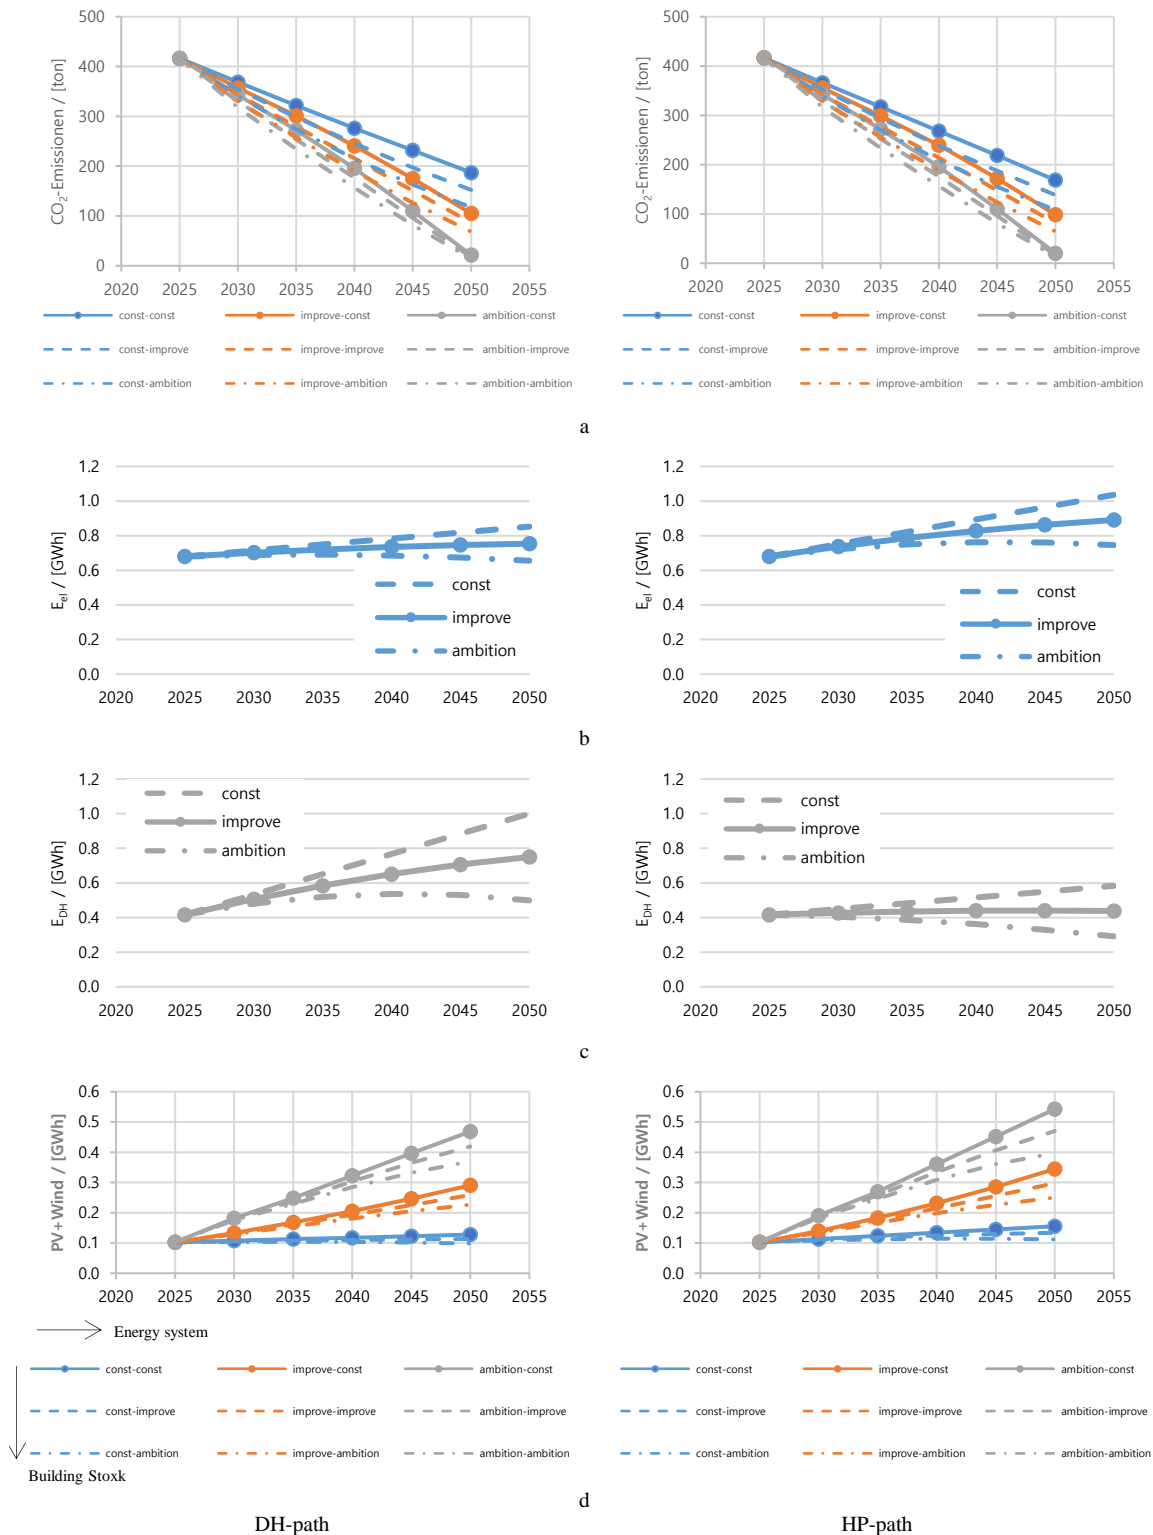 500
400
300
200
100
0
CO2-Emissionen / [ton]
2020 2025 2030 2035 2040 2045 2050 2055
const-const improve-const ambition-const
const-improve improve-improve ambition-improve
const-ambition improve-ambition ambition-ambition
500
400
300
200
100
0
CO2-Emissionen / [ton]
2020 2025 2030 2035 2040 2045 2050 2055
const-const improve-const ambition-const
const-improve improve-improve ambition-improve
const-ambition improve-ambition ambition-ambition
a
1.2
1.0
0.8
0.6
0.4
0.2
0.0
Eel / [GWh]
const
improve
ambition
2020 2025 2030 2035 2040 2045 2050
1.2
1.0
0.8
0.6
0.4
0.2
0.0
Eel / [GWh]
const
improve
ambition
2020 2025 2030 2035 2040 2045 2050
b
1.2
1.0
0.8
0.6
0.4
0.2
0.0
EDH / [GWh]
const
improve
ambition
2020 2025 2030 2035 2040 2045 2050
1.2
1.0
0.8
0.6
0.4
0.2
0.0
EDH / [GWh]
const
improve
ambition
2020 2025 2030 2035 2040 2045 2050
c
0.6
0.5
0.4
0.3
0.2
0.1
0.0
PV+Wind / [GWh]
2020 2025 2030 2035 2040 2045 2050 2055
0.6
0.5
0.4
0.3
0.2
0.1
0.0
PV+Wind / [GWh]
2020 2025 2030 2035 2040 2045 2050 2055
Energy system
const-const improve-const ambition-const
const-improve improve-improve ambition-improve
const-ambition improve-ambition ambition-ambition
Building Stoxk
const-const improve-const ambition-const
const-improve improve-improve ambition-improve
const-ambition improve-ambition ambition-ambition
d
DH-path HP-path